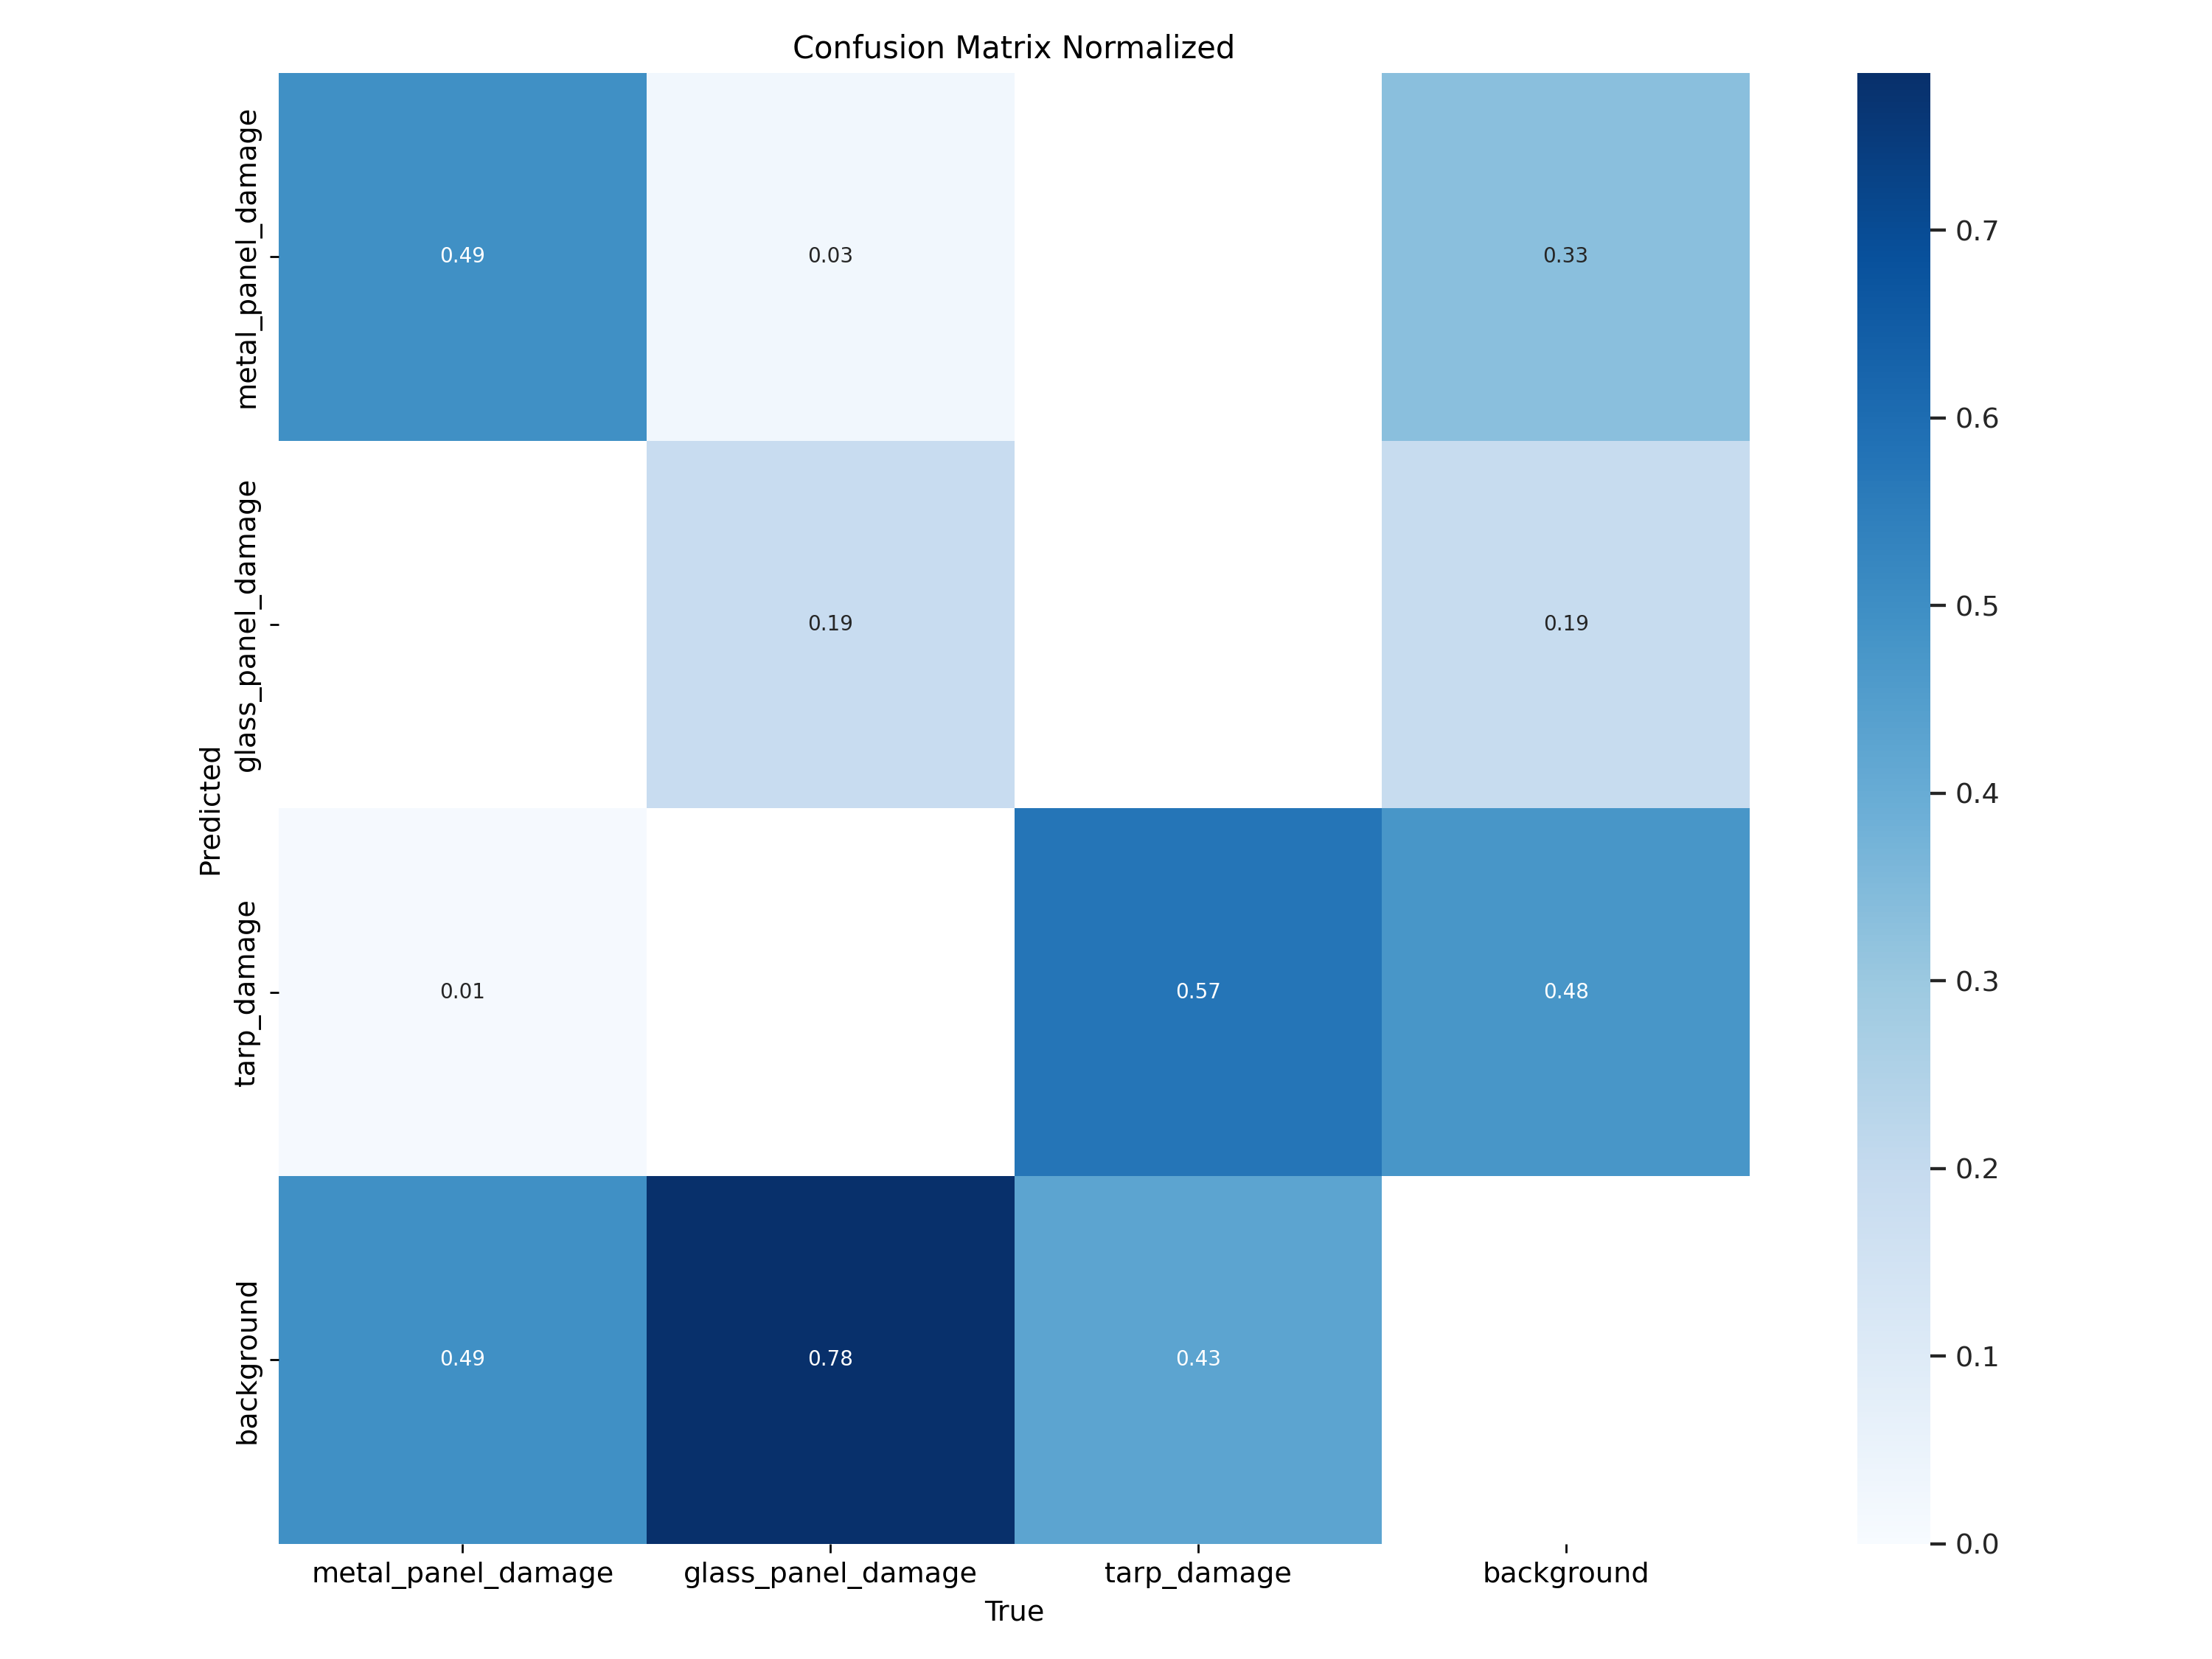 Confusion Matrix Normalized
Predicted
metal_panel_damage
glass_panel_damage
tarp_damage
background
0.49
0.03
0.33
0.19
0.19
0.01
0.57
0.48
0.49
0.78
0.43
metal_panel_damage
glass_panel_damage
tarp_damage
background
True
0.7
0.6
0.5
0.4
0.3
0.2
0.1
0.0